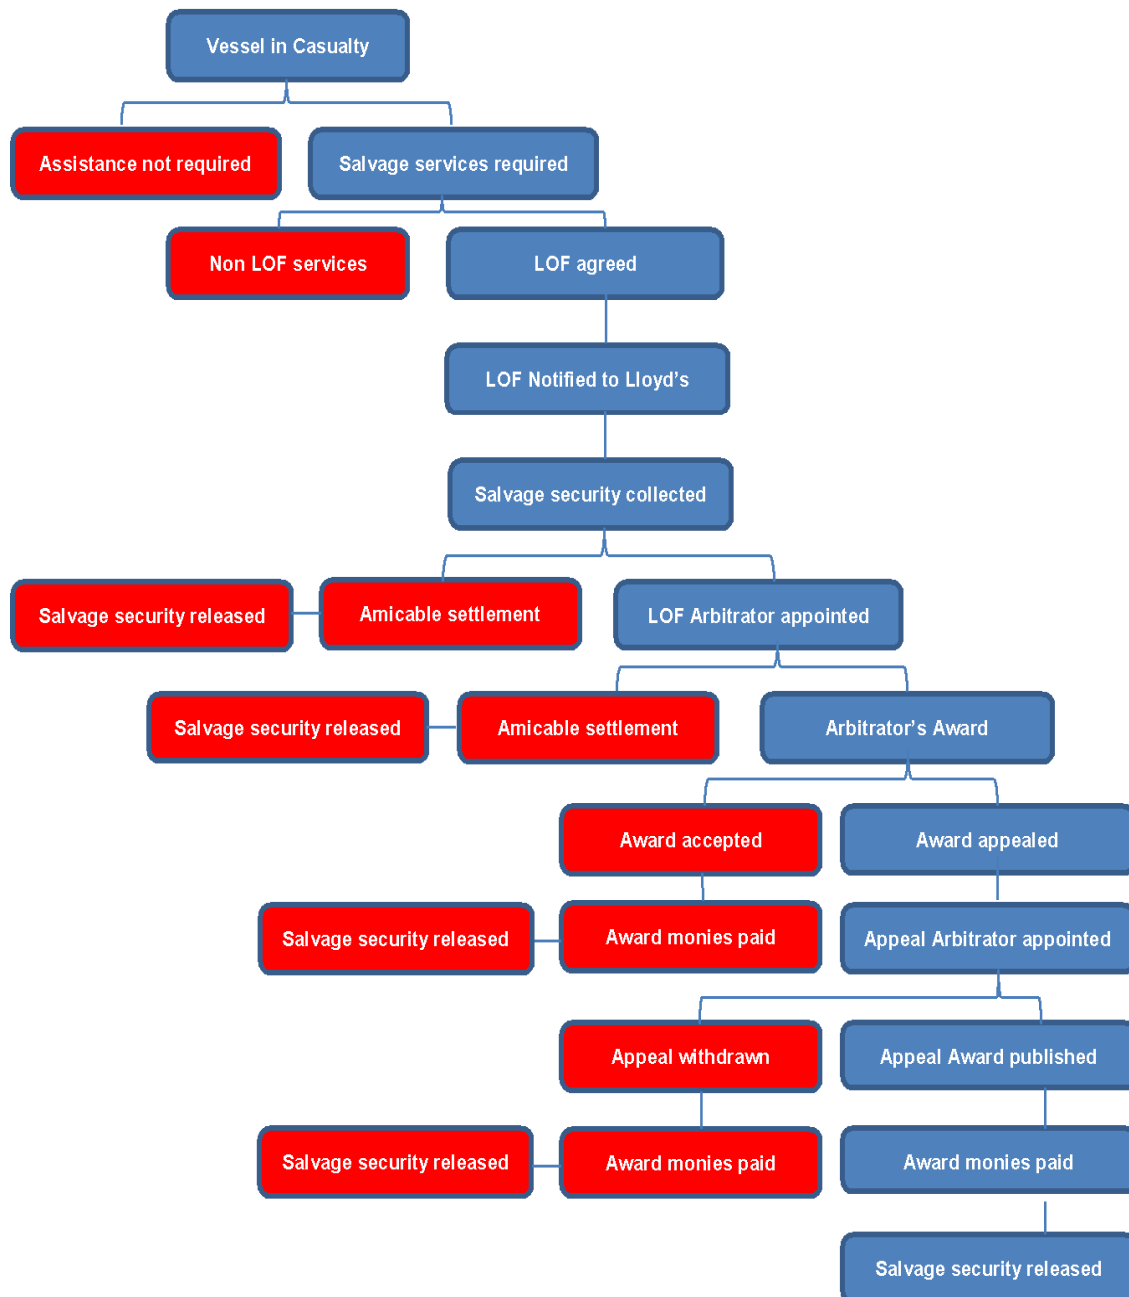 Vessel in Casualty
Assistance not required
Salvage services required
Non LOF services
LOF agreed
LOF Notified to Lloyd's
Salvage security collected
Salvage security released
Amicable settlement
LOF Arbitrator appointed
Salvage security released
Amicable settlement
Arbitrator's Award
Award accepted
Award appealed
Salvage security released
Award monies paid
Appeal Arbitrator appointed
Appeal withdrawn
Appeal Award published
Salvage security released
Award monies paid
Award monies paid
Salvage security released